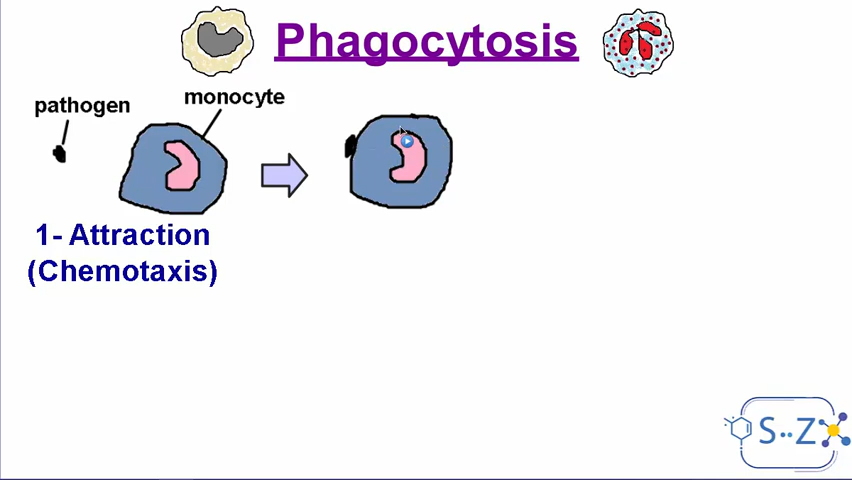 Phagocytosis
pathogen
monocyte
1- Attraction
(Chemotaxis)
S..Z